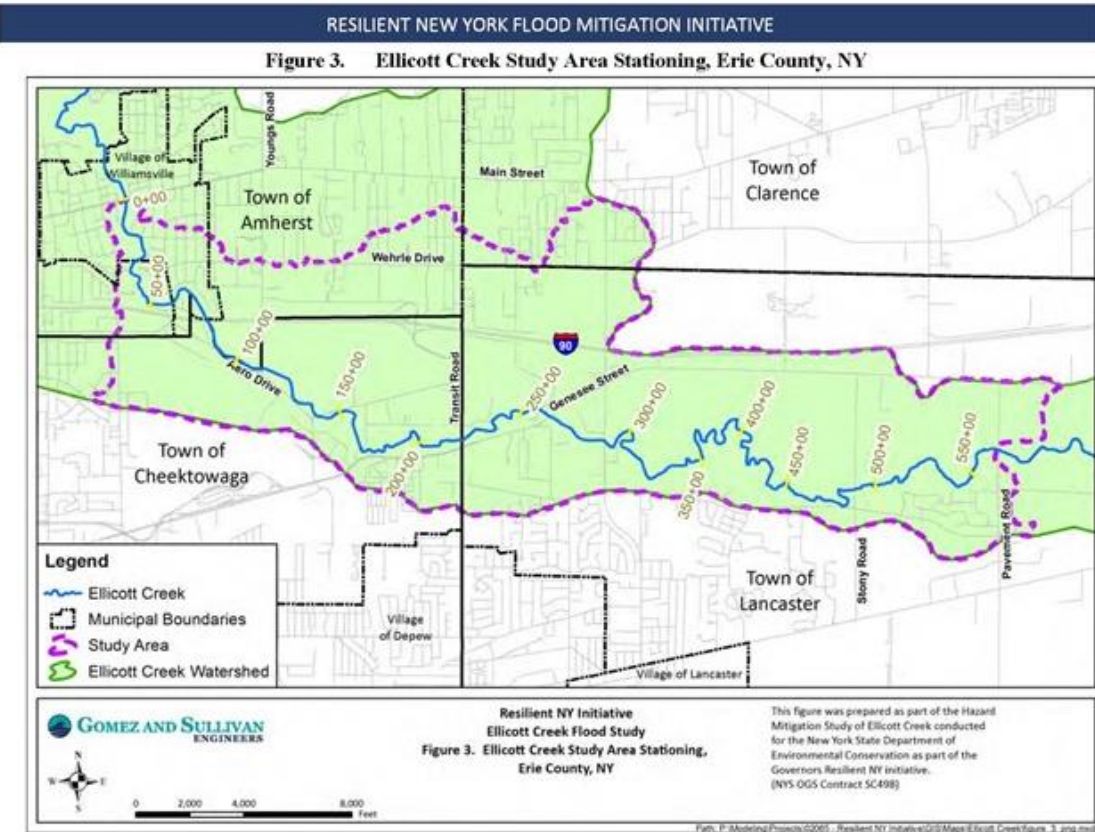 RESILIENT NEW YORK FLOOD MITIGATION INITIATIVE
Figure 3. Ellicott Creek Study Area Stationing, Erie County, NY
Youngs Road
Village of
Williamsville
Main Street
Town of
Clarence
0+00
Town of
Amherst
Wehrle Drive
50+00
100+00
90
Aero Drive
150+00
Transit Road
250+00
Genesee Street
300+00
400+00
Town of
Cheektowaga
200+00
350+00
450+00
500+00
550+00
Pavement Road
Stony Road
Town of
Lancaster
Village
of Depew
Village of Lancaster
Legend
Ellicott Creek
Municipal Boundaries
Study Area
Ellicott Creek Watershed
GOMEZ AND SULLIVAN
ENGINEERS
N
W E
S
0 2,000 4,000 8,000
Feet
Resilient NY Initiative
Ellicott Creek Flood Study
Figure 3. Ellicott Creek Study Area Stationing,
Erie County, NY
This figure was prepared as part of the Hazard
Mitigation Study of Ellicott Creek conducted
for the New York State Department of
Environmental Conservation as part of the
Governors Resilient NY initiative.
(NYS OGS Contract SC498)